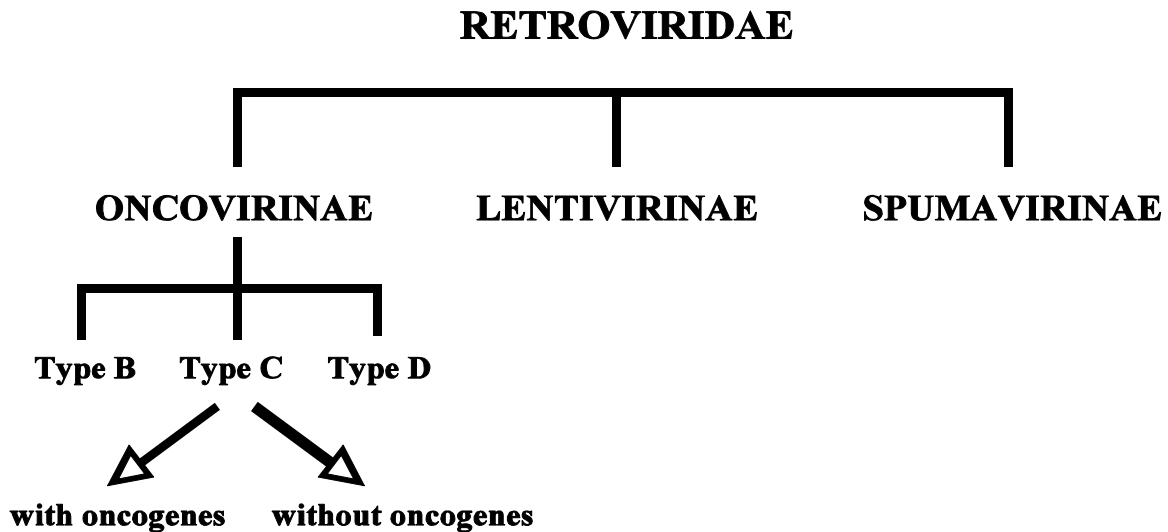 RETROVIRIDAE
ONCOVIRINAE LENTIVIRINAE SPUMAVIRINAE
Type B Type C Type D
with oncogenes without oncogenes